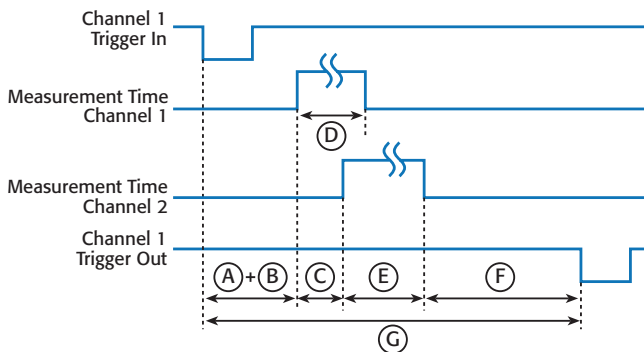 Channel 1
Trigger In
Measurement Time
Channel 1
D
Measurement Time
Channel 2
Channel 1
Trigger Out
A + B C E F
G